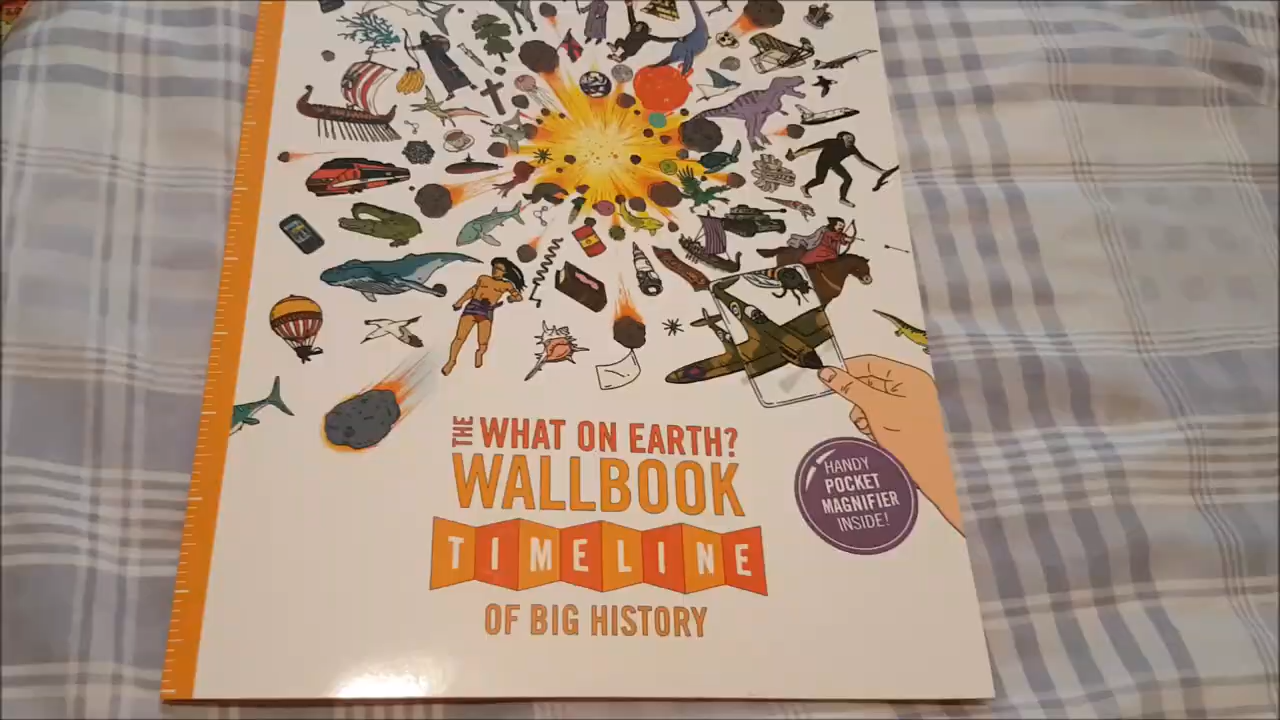 THE WHAT ON EARTH?
WALLBOOK
TIMELINE
OF BIG HISTORY
HANDY
POCKET
MAGNIFIER
INSIDE!